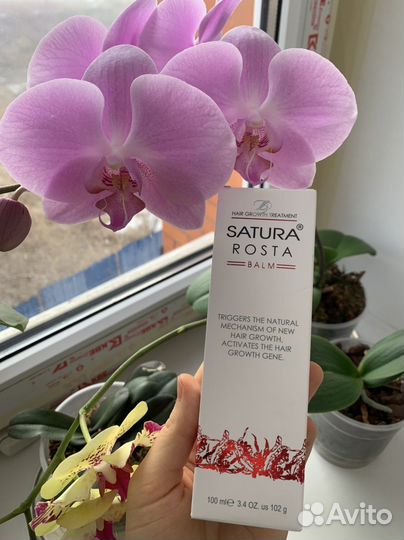 HAIR GROWTH TREATMENT
SATURA®
ROSTA
BALM
TRIGGERS THE NATURAL
MECHANISM OF NEW
HAIR GROWTH,
ACTIVATES THE HAIR
GROWTH GENE.
100 ml℮ 3.4 OZ. US 102 g
Avito